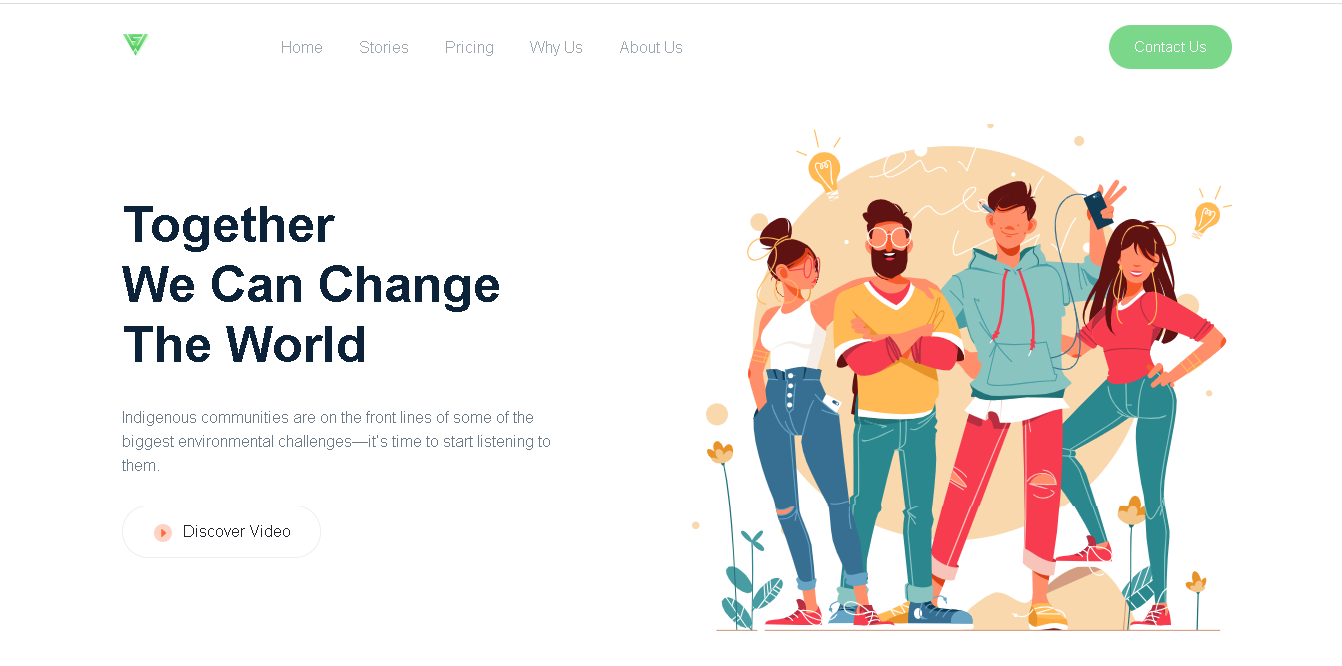 Home
Stories
Pricing
Why Us
About Us
Contact Us
Together
We Can Change
The World
Indigenous communities are on the front lines of some of the
biggest environmental challenges—it's time to start listening to
them.
Discover Video